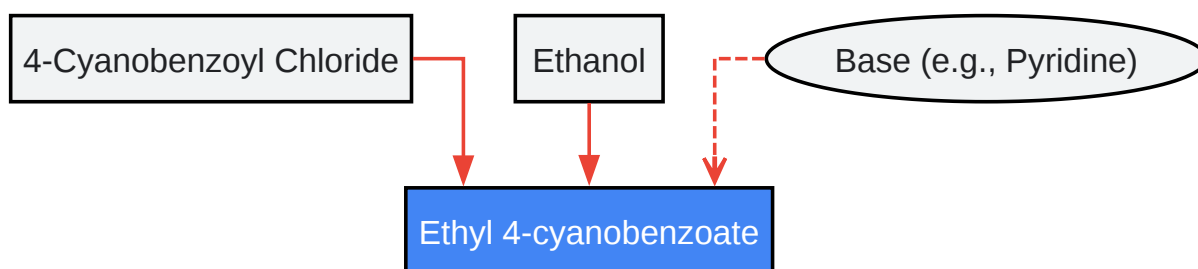 4-Cyanobenzoyl Chloride
Ethanol
Base (e.g., Pyridine)
Ethyl 4-cyanobenzoate